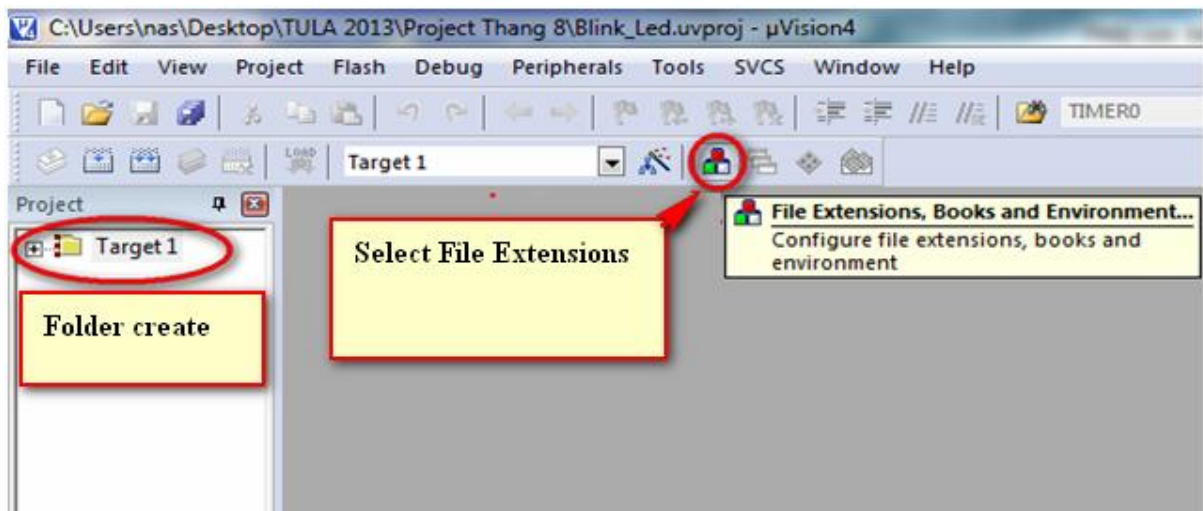 C:\Users\nas\Desktop\TULA 2013\Project Thang 8\Blink_Led.uvproj - µVision4
File Edit View Project Flash Debug Peripherals Tools SVCS Window Help
TIMER0
LOAD
Target 1
Project
Target 1
Select File Extensions
File Extensions, Books and Environment...
Configure file extensions, books and
environment
Folder create